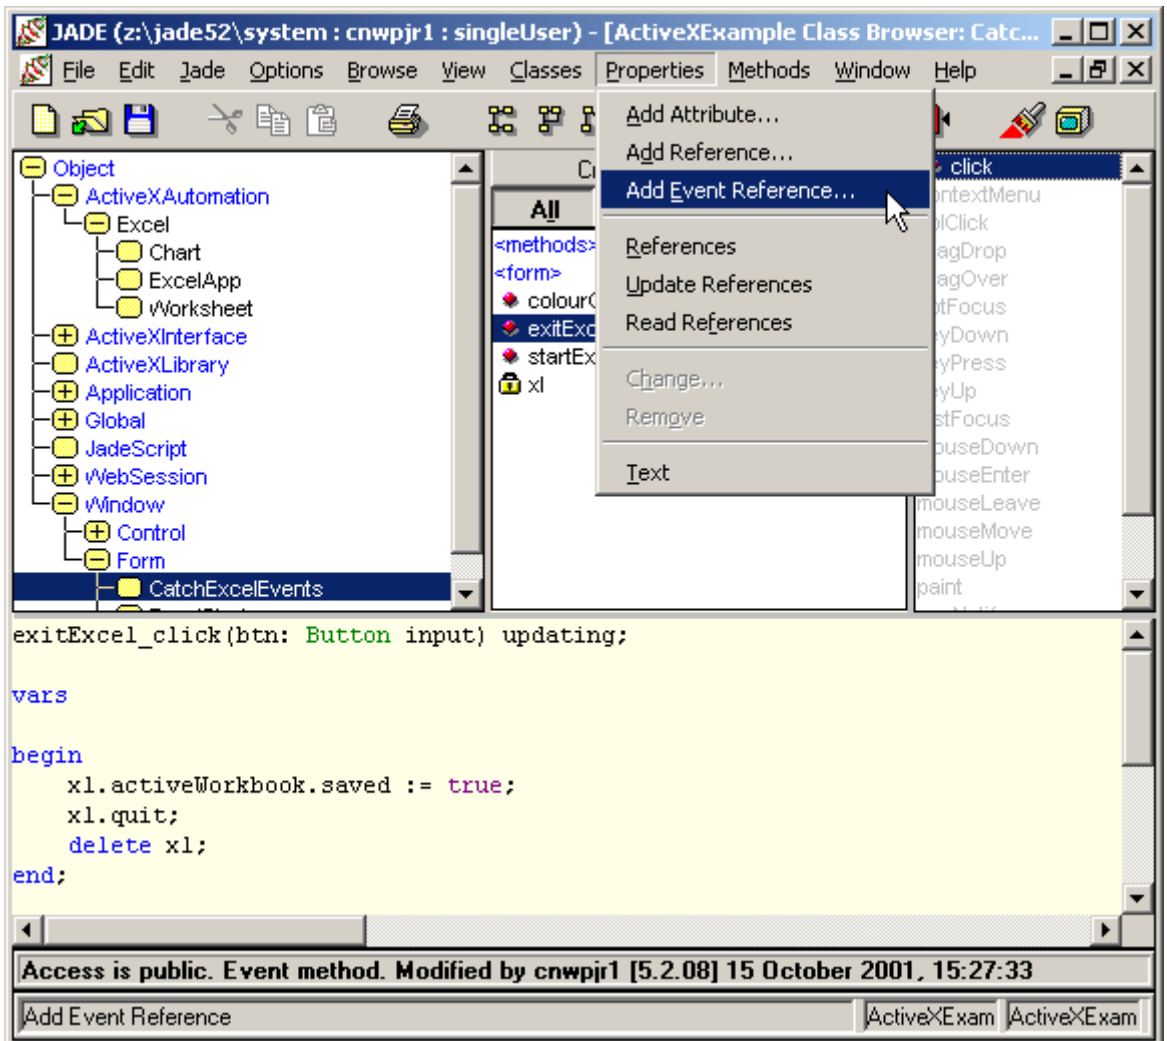 JADE (z:\jade52\system : cnwpjr1 : singleUser) - [ActiveXExample Class Browser: Catc...
File Edit Jade Options Browse View Classes Properties Methods Window Help
Object
ActiveXAutomation
Excel
Chart
ExcelApp
Worksheet
ActiveXInterface
ActiveXLibrary
Application
Global
JadeScript
WebSession
Window
Control
Form
CatchExcelEvents
All
<methods>
<form>
xl
Add Attribute...
Add Reference...
Add Event Reference...
References
Update References
Read References
Change...
Remove
Text
click
mouseLeave
mouseMove
mouseUp
paint
exitExcel_click(btn: Button input) updating;
vars
begin
xl.activeWorkbook.saved := true;
xl.quit;
delete xl;
end;
Access is public. Event method. Modified by cnwpjr1 [5.2.08] 15 October 2001, 15:27:33
Add Event Reference ActiveXExam ActiveXExam